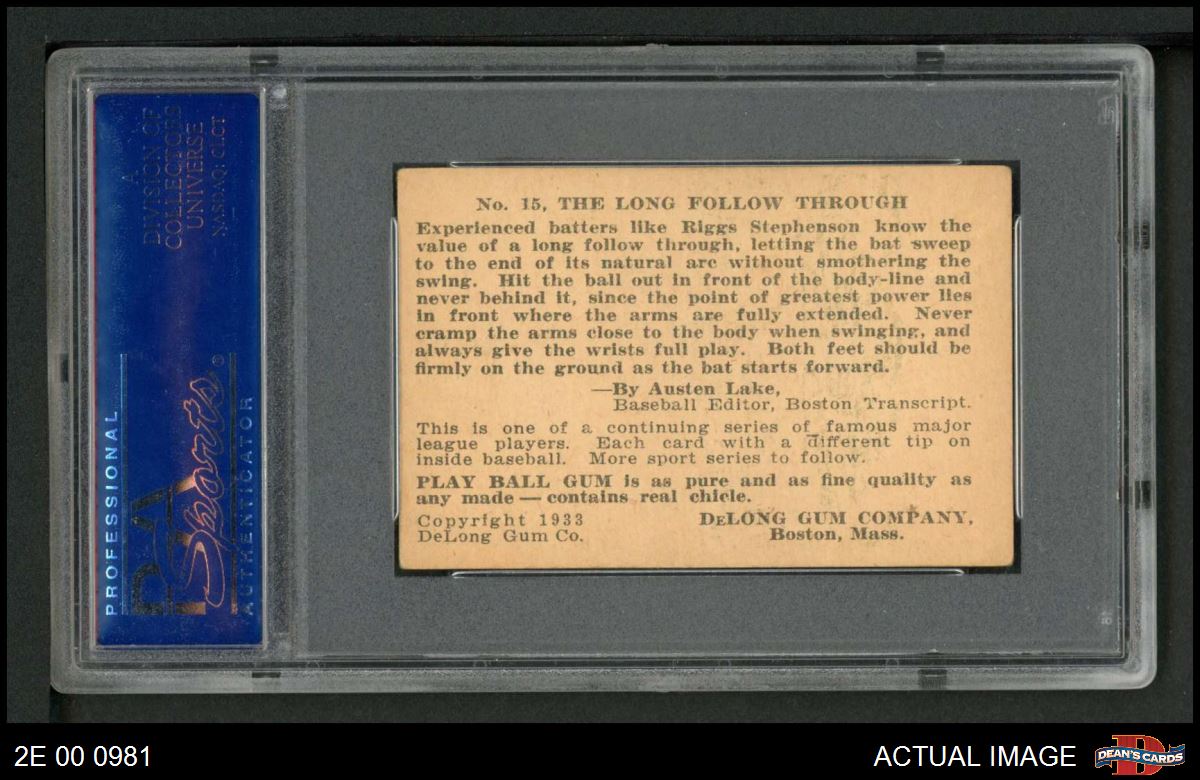 A
DIVISION OF
COLLECTORS
UNIVERSE
NASDAQ: CLCT
PROFESSIONAL
PSA
Sports®
AUTHENTICATOR
No. 15, THE LONG FOLLOW THROUGH
Experienced batters like Riggs Stephenson know the
value of a long follow through, letting the bat sweep
to the end of its natural arc without smothering the
swing. Hit the ball out in front of the body-line and
never behind it, since the point of greatest power lies
in front where the arms are fully extended. Never
cramp the arms close to the body when swinging, and
always give the wrists full play. Both feet should be
firmly on the ground as the bat starts forward.
—By Austen Lake,
Baseball Editor, Boston Transcript.
This is one of a continuing series of famous major
league players. Each card with a different tip on
inside baseball. More sport series to follow.
PLAY BALL GUM is as pure and as fine quality as
any made — contains real chicle.
Copyright 1933
DeLong Gum Co.
DELONG GUM COMPANY,
Boston, Mass.
2E 00 0981
ACTUAL IMAGE
D
DEAN'S CARDS